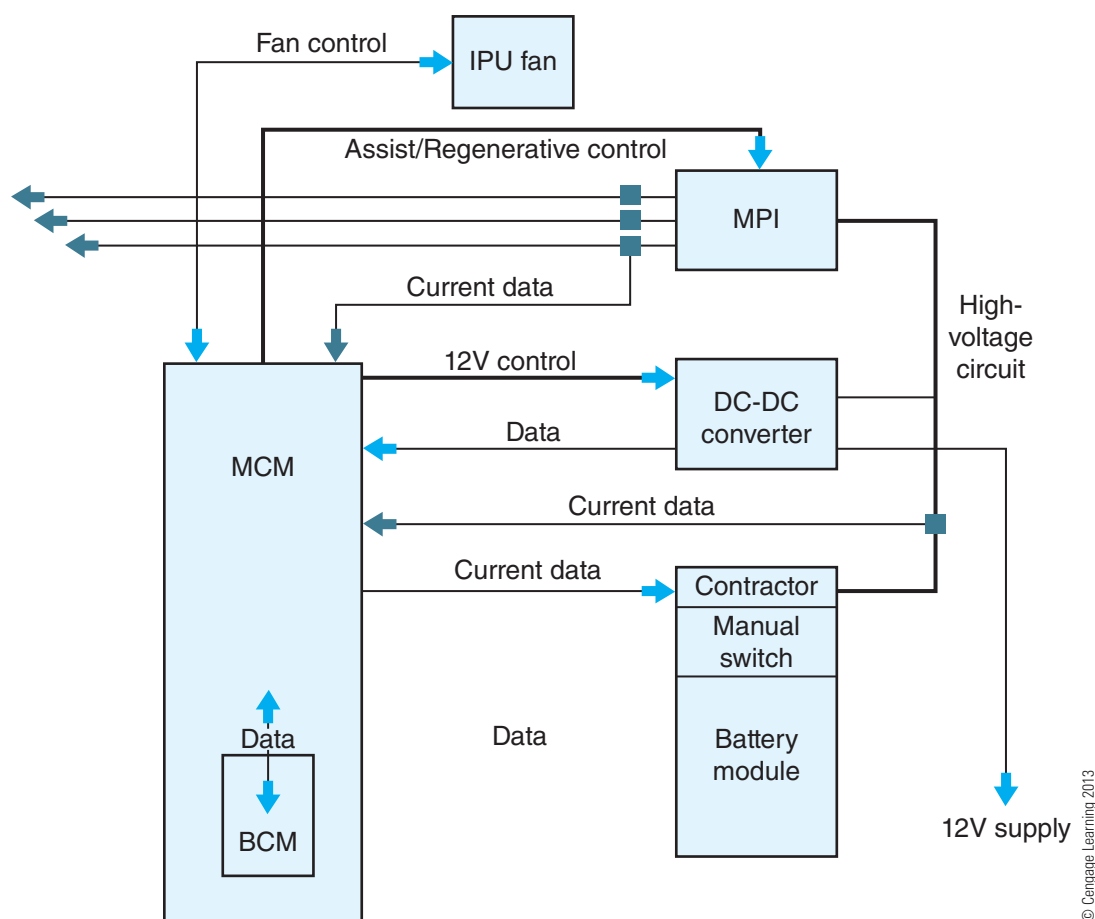 Fan control
IPU fan
Assist/Regenerative control
MPI
Current data
High-
voltage
circuit
12V control
DC-DC
converter
Data
MCM
Current data
Current data
Contractor
Manual
switch
Data
Data
Battery
module
BCM
12V supply
© Cengage Learning 2013